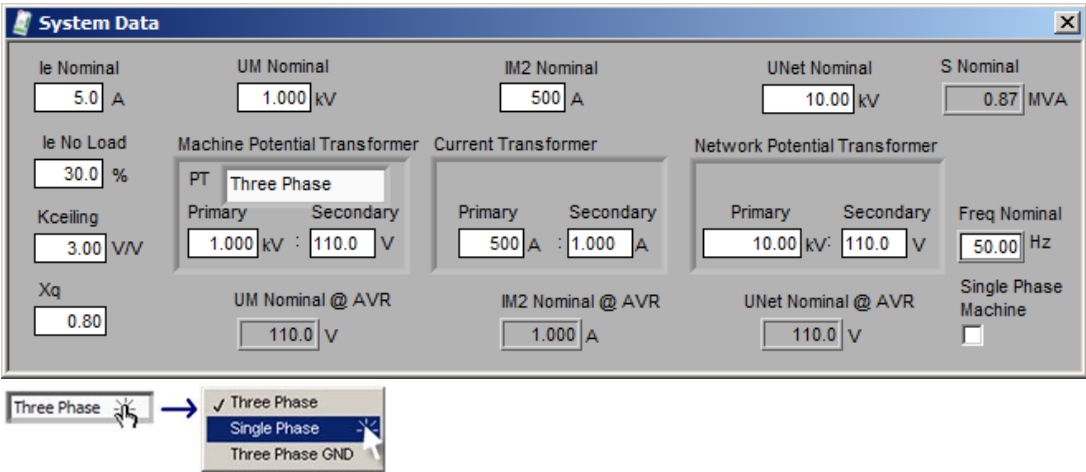 System Data
Ie Nominal UM Nominal IM2 Nominal UNet Nominal S Nominal
5.0 A 1.000 kV 500 A 10.00 kV 0.87 MVA
Ie No Load Machine Potential Transformer Current Transformer Network Potential Transformer
30.0 % PT Three Phase
Kceiling Primary Secondary Primary Secondary Primary Secondary Freq Nominal
3.00 V/V 1.000 kV : 110.0 V 500 A : 1.000 A 10.00 kV: 110.0 V 50.00 Hz
Xq UM Nominal @ AVR IM2 Nominal @ AVR UNet Nominal @ AVR Single Phase
Machine
0.80 110.0 V 1.000 A 110.0 V
Three Phase ✓ Three Phase
Single Phase
Three Phase GND